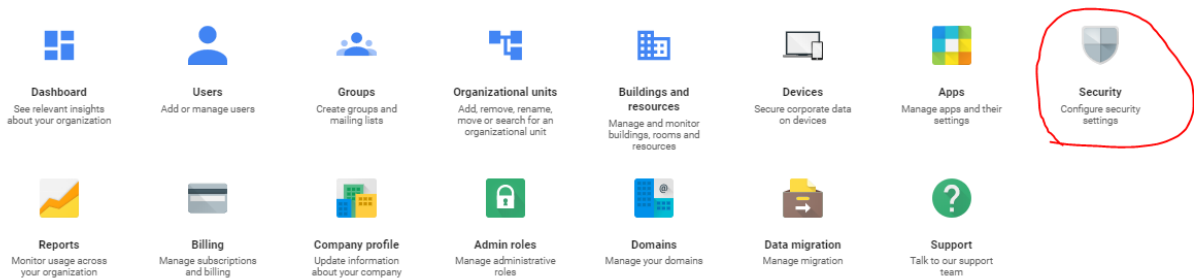 Dashboard
See relevant insights
about your organization
Users
Add or manage users
Groups
Create groups and
mailing lists
Organizational units
Add, remove, rename,
move or search for an
organizational unit
Buildings and
resources
Manage and monitor
buildings, rooms and
resources
Devices
Secure corporate data
on devices
Apps
Manage apps and their
settings
Security
Configure security
settings
@
Reports
Monitor usage across
your organization
Billing
Manage subscriptions
and billing
Company profile
Update information
about your company
Admin roles
Manage administrative
roles
Domains
Manage your domains
Data migration
Manage migration
?
Support
Talk to our support
team